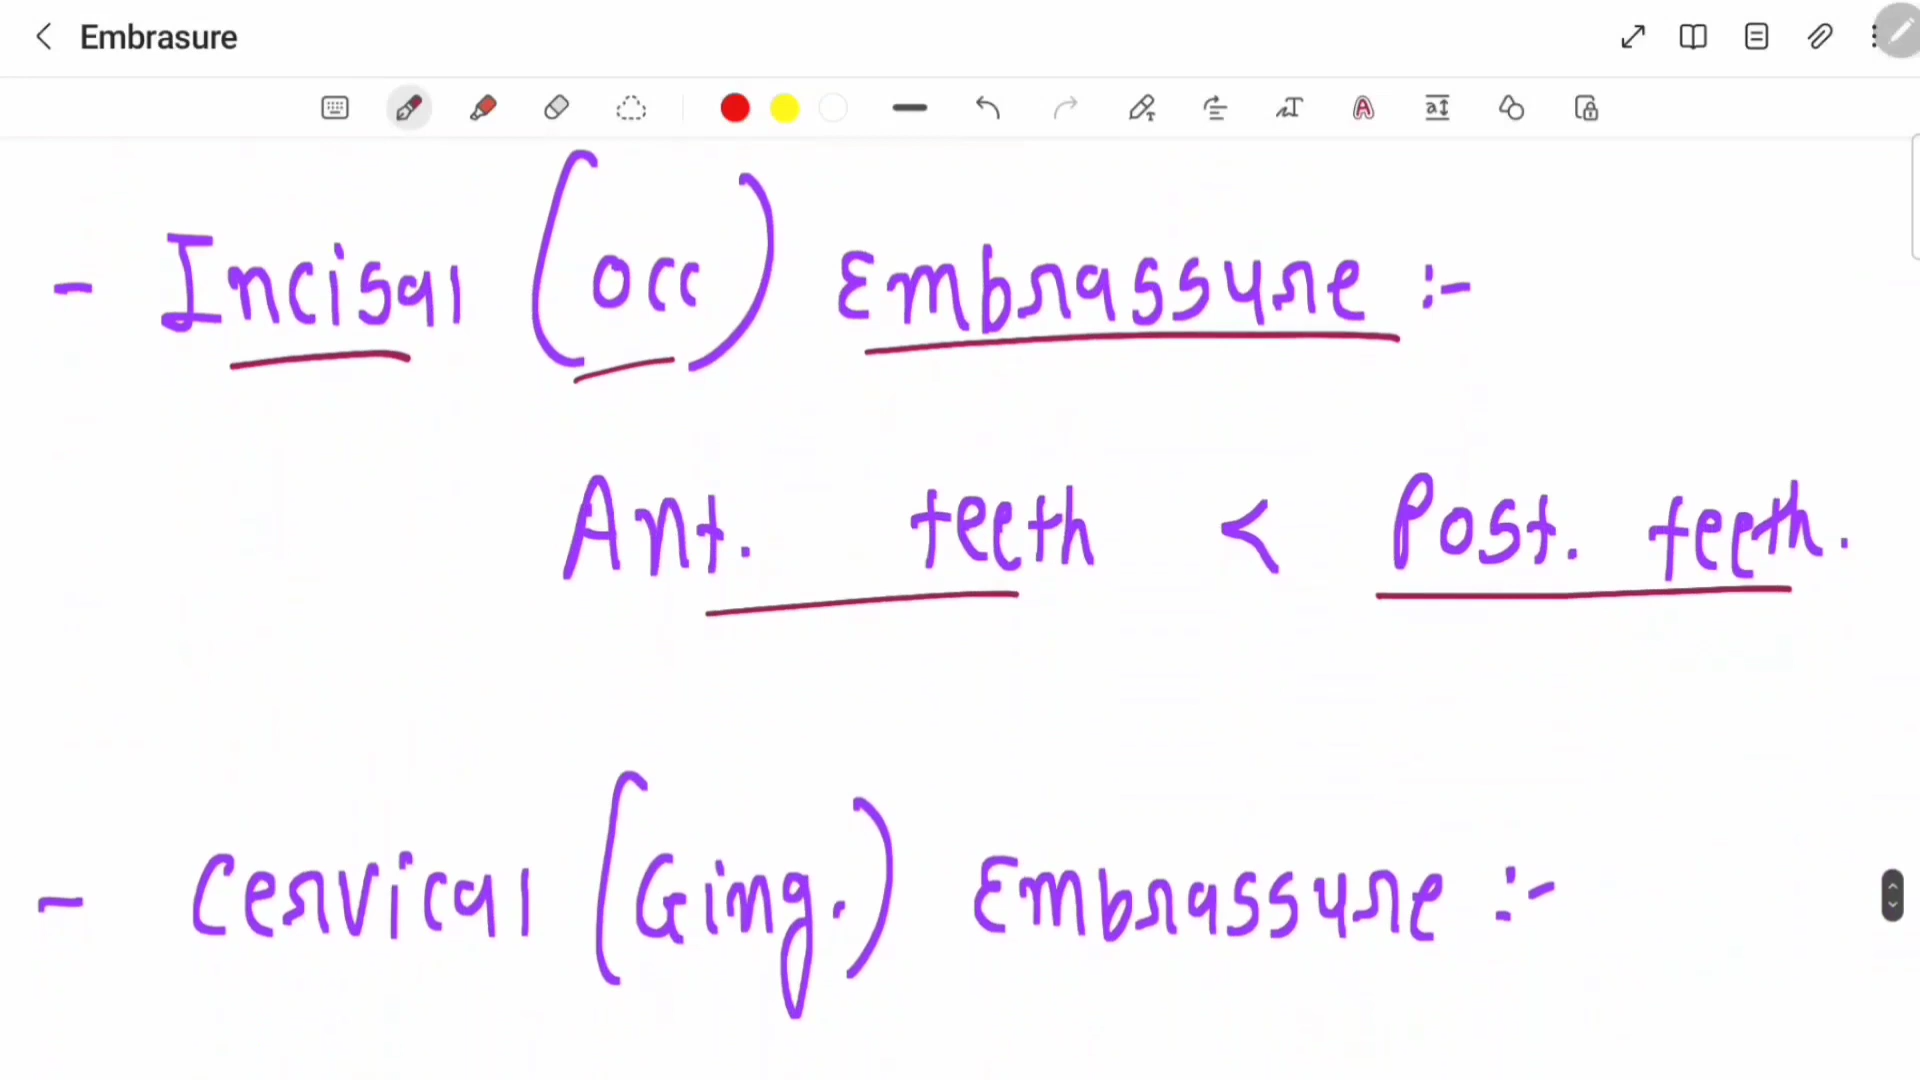 Embrasure
- Incisal (occ) Embrassure :-
Ant. teeth < Post. teeth.
- Cervical (Ging.) Embrassure :-